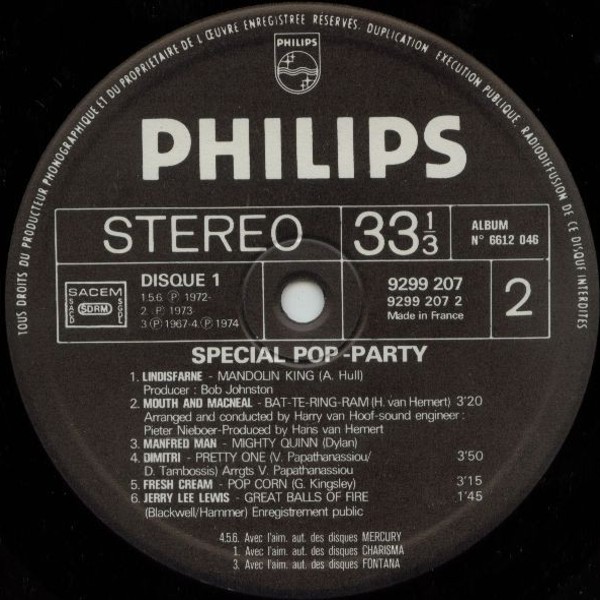 TOUS DROITS DU PRODUCTEUR PHONOGRAPHIQUE ET DU PROPRIETAIRE DE L'ŒUVRE ENREGISTREE RÉSERVES. DUPLICATION EXECUTION PUBLIQUE, RADIODIFFUSION DE CE DISQUE INTERDITES
PHILIPS
PHILIPS
STEREO
33 1/3
ALBUM
N° 6612 046
SACEM
SACD SDRM SGDL
DISQUE 1
1.5.6. Ⓟ 1972-
2. Ⓟ 1973
3 Ⓟ 1967-4.Ⓟ 1974
9299 207
9299 207 2
Made in France
2
SPECIAL POP-PARTY
1. LINDISFARNE - MANDOLIN KING (A. Hull)
Producer : Bob Johnston
2. MOUTH AND MACNEAL - BAT-TE-RING-RAM (H. van Hemert) 3'20
Arranged and conducted by Harry van Hoof-sound engineer :
Pieter Nieboer-Produced by Hans van Hemert
3. MANFRED MAN - MIGHTY QUINN (Dylan)
4. DIMITRI - PRETTY ONE (V. Papathanassiou/ 3'50
D. Tambossis) Arrgts V. Papathanassiou
5. FRESH CREAM - POP CORN (G. Kingsley) 3'15
6. JERRY LEE LEWIS - GREAT BALLS OF FIRE 1'45
(Blackwell/Hammer) Enregistrement public
4.5.6. Avec l'aim. aut. des disques MERCURY
1. Avec l'aim. aut. des disques CHARISMA
3. Avec l'aim. aut. des disques FONTANA